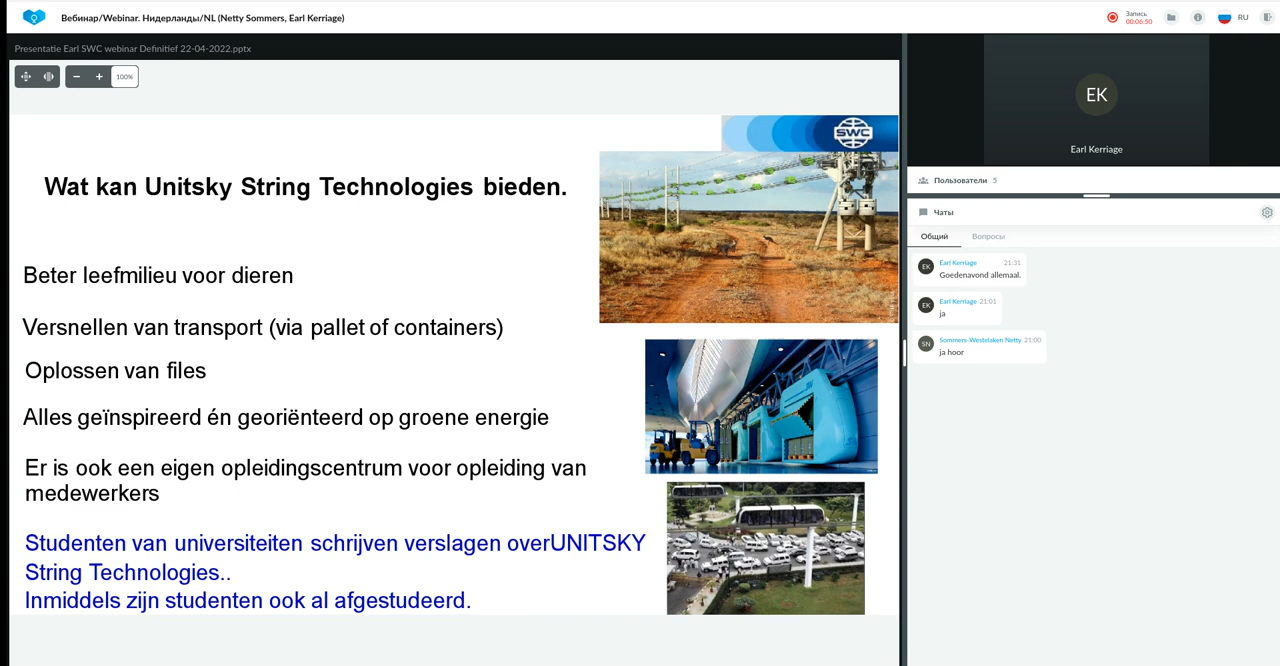 Вебинар/Webinar. Нидерланды/NL (Netty Sommers, Earl Kerriage)
Запись
00:06:50
RU
Presentatie Earl SWC webinar Definitief 22-04-2022.pptx
100%
SWC
Wat kan Unitsky String Technologies bieden.
Beter leefmilieu voor dieren
Versnellen van transport (via pallet of containers)
Oplossen van files
Alles geïnspireerd én georiënteerd op groene energie
Er is ook een eigen opleidingscentrum voor opleiding van
medewerkers
Studenten van universiteiten schrijven verslagen overUNITSKY
String Technologies..
Inmiddels zijn studenten ook al afgestudeerd.
EK
Earl Kerriage
Пользователи 5
Чаты
Общий Вопросы
EK Earl Kerriage 21:31
Goedenavond allemaal.
EK Earl Kerriage 21:01
ja
SN Sommers-Westelaken Netty 21:00
ja hoor